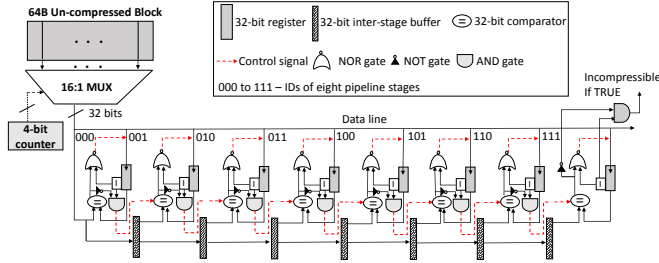 64B Un-compressed Block
. . .
. . .
16:1 MUX
32 bits
4-bit
counter
32-bit register
32-bit inter-stage buffer
= 32-bit comparator
Control signal
NOR gate
NOT gate
AND gate
000 to 111 – IDs of eight pipeline stages
Incompressible
If TRUE
Data line
000 001 010 011 100 101 110 111
I I I I I I I I
= = = = = = = =